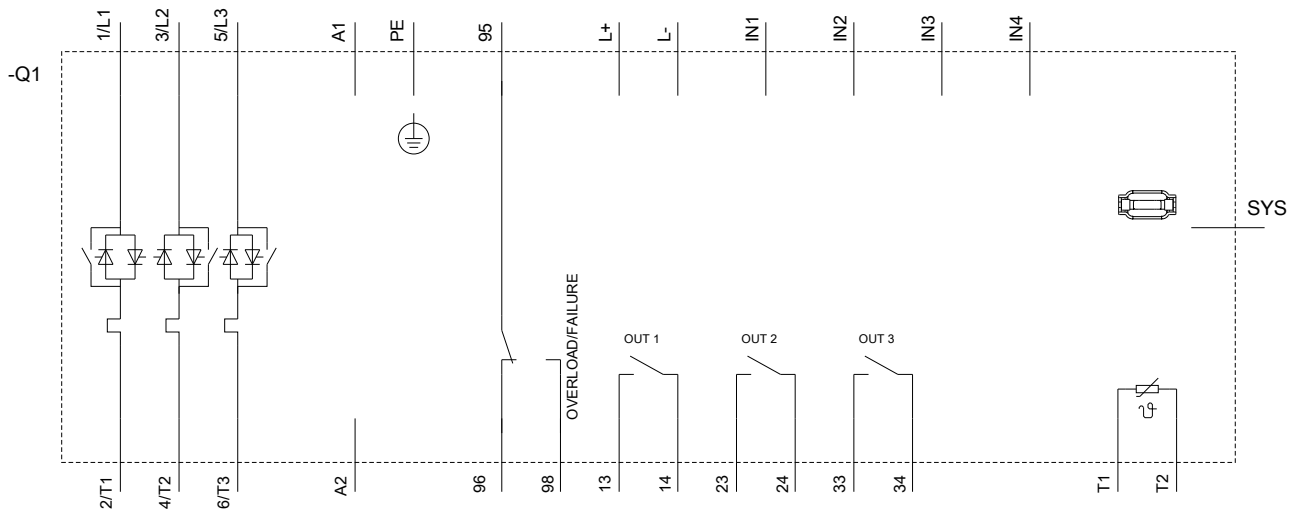 1/L1
3/L2
5/L3
A1
PE
95
L+
L-
IN1
IN2
IN3
IN4
-Q1
SYS
OVERLOAD/FAILURE
OUT 1
OUT 2
OUT 3
ϑ
2/T1
4/T2
6/T3
A2
96
98
13
14
23
24
33
34
T1
T2